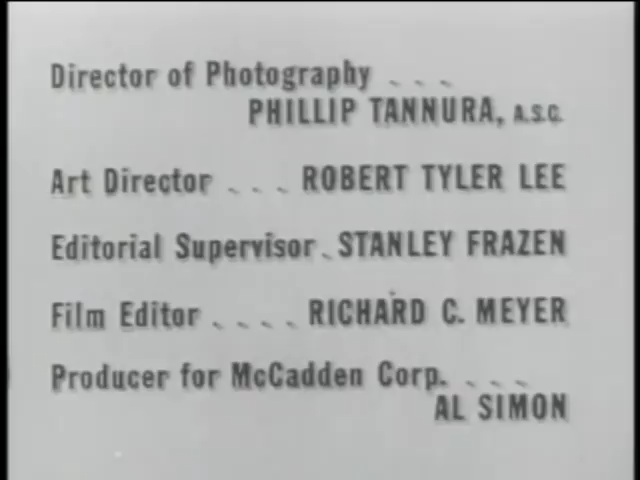 Director of Photography . . .
PHILLIP TANNURA, A.S.C.
Art Director . . . ROBERT TYLER LEE
Editorial Supervisor . STANLEY FRAZEN
Film Editor . . . . RICHARD C. MEYER
Producer for McCadden Corp. . . .
AL SIMON